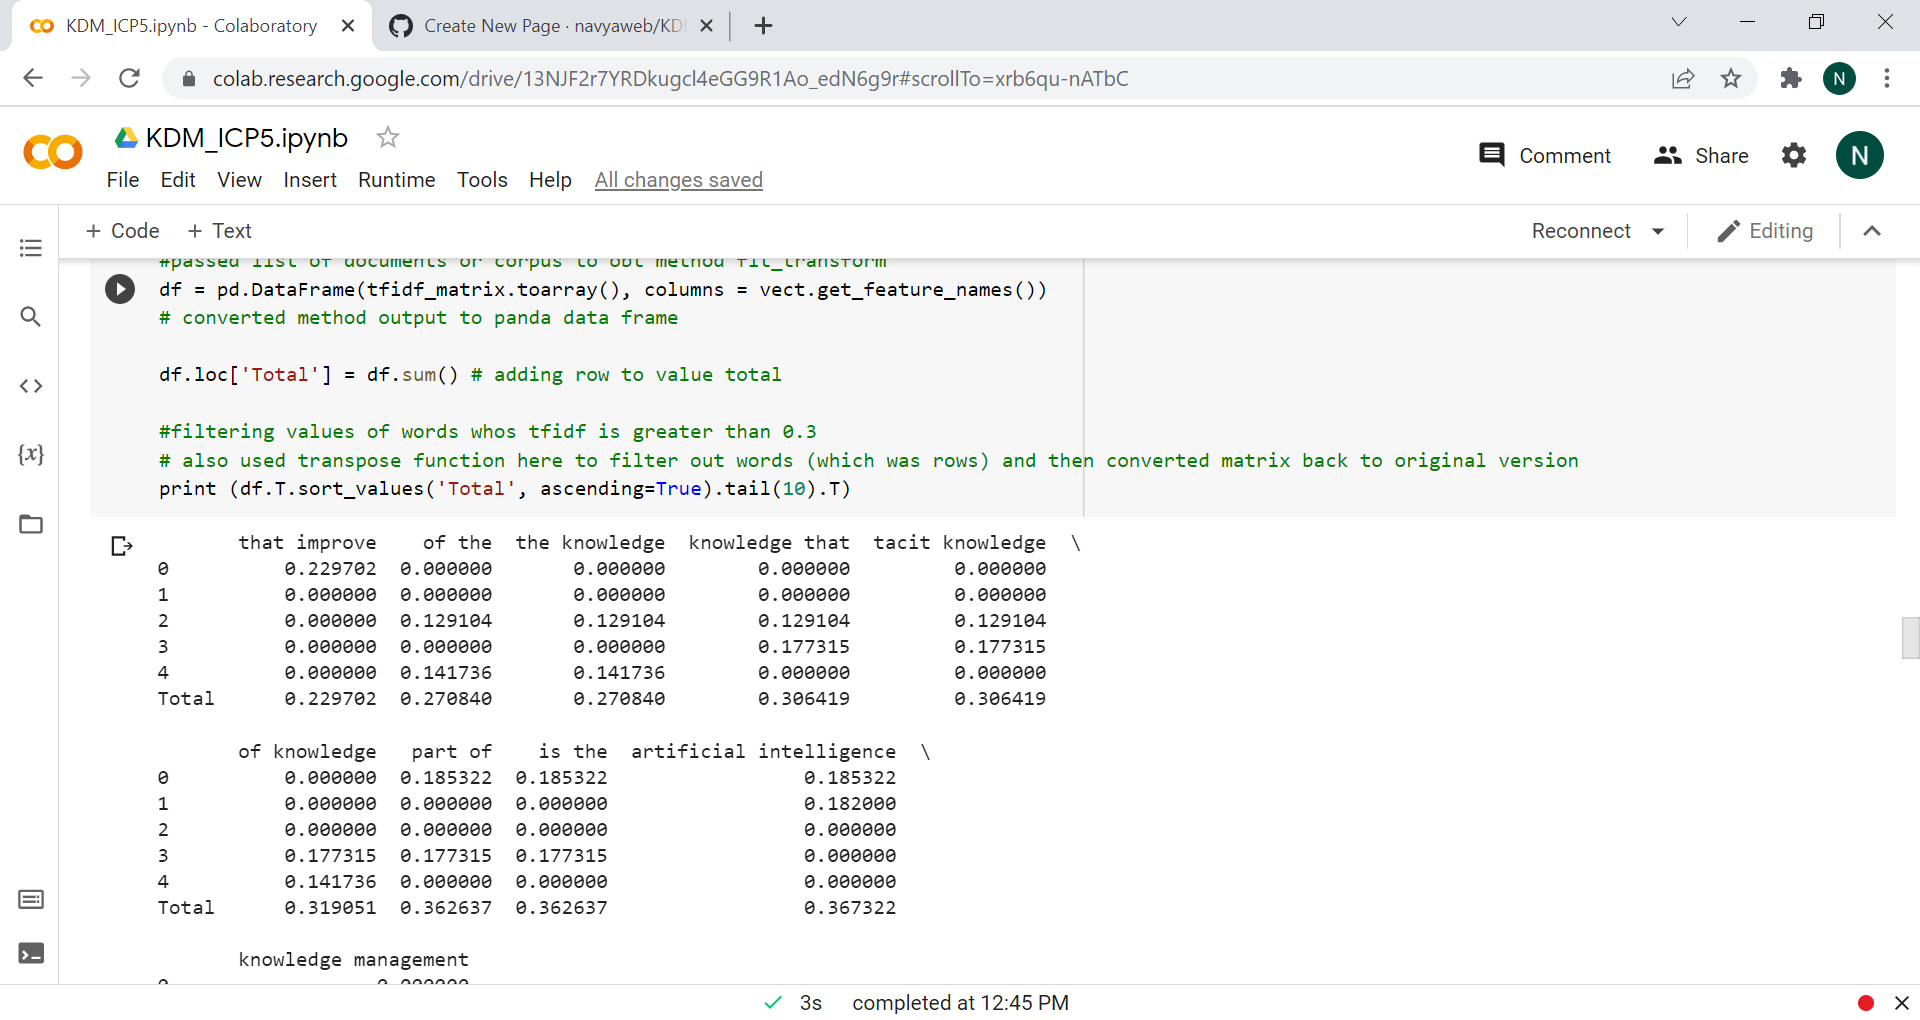 KDM_ICP5.ipynb - Colaboratory
Create New Page · navyaweb/KD
colab.research.google.com/drive/13NJF2r7YRDkugcl4eGG9R1Ao_edN6g9r#scrollTo=xrb6qu-nATbC
N
KDM_ICP5.ipynb
Comment Share N
File Edit View Insert Runtime Tools Help All changes saved
+ Code + Text Reconnect Editing
#passed list of documents or corpus to obt method fit_transform
df = pd.DataFrame(tfidf_matrix.toarray(), columns = vect.get_feature_names())
# converted method output to panda data frame
df.loc['Total'] = df.sum() # adding row to value total
#filtering values of words whos tfidf is greater than 0.3
# also used transpose function here to filter out words (which was rows) and then converted matrix back to original version
print (df.T.sort_values('Total', ascending=True).tail(10).T)
that improve of the the knowledge knowledge that tacit knowledge \
0 0.229702 0.000000 0.000000 0.000000 0.000000
1 0.000000 0.000000 0.000000 0.000000 0.000000
2 0.000000 0.129104 0.129104 0.129104 0.129104
3 0.000000 0.000000 0.000000 0.177315 0.177315
4 0.000000 0.141736 0.141736 0.000000 0.000000
Total 0.229702 0.270840 0.270840 0.306419 0.306419
of knowledge part of is the artificial intelligence \
0 0.000000 0.185322 0.185322 0.185322
1 0.000000 0.000000 0.000000 0.182000
2 0.000000 0.000000 0.000000 0.000000
3 0.177315 0.177315 0.177315 0.000000
4 0.141736 0.000000 0.000000 0.000000
Total 0.319051 0.362637 0.362637 0.367322
knowledge management
0 0.000000
3s completed at 12:45 PM